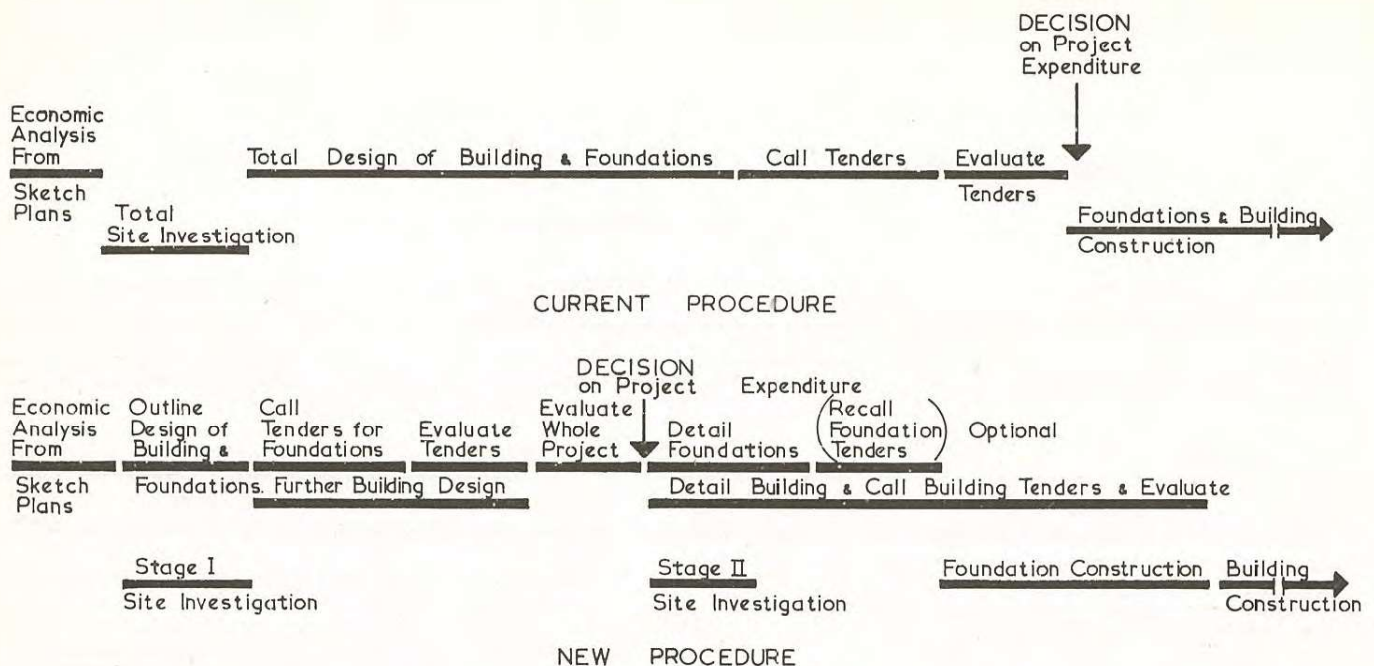 DECISION
on Project
Expenditure
Economic
Analysis
From
Sketch
Plans
Total
Site Investigation
Total Design of Building & Foundations
Call Tenders
Evaluate
Tenders
Foundations & Building
Construction
CURRENT PROCEDURE
DECISION
on Project Expenditure
Economic
Analysis
From
Sketch
Plans
Outline
Design of
Building &
Foundations.
Call
Tenders for
Foundations
Further Building Design
Evaluate
Tenders
Evaluate
Whole
Project
Detail
Foundations
(Recall
Foundation
Tenders)
Optional
Detail Building & Call Building Tenders & Evaluate
Stage I
Site Investigation
Stage II
Site Investigation
Foundation Construction
Building
Construction
NEW PROCEDURE